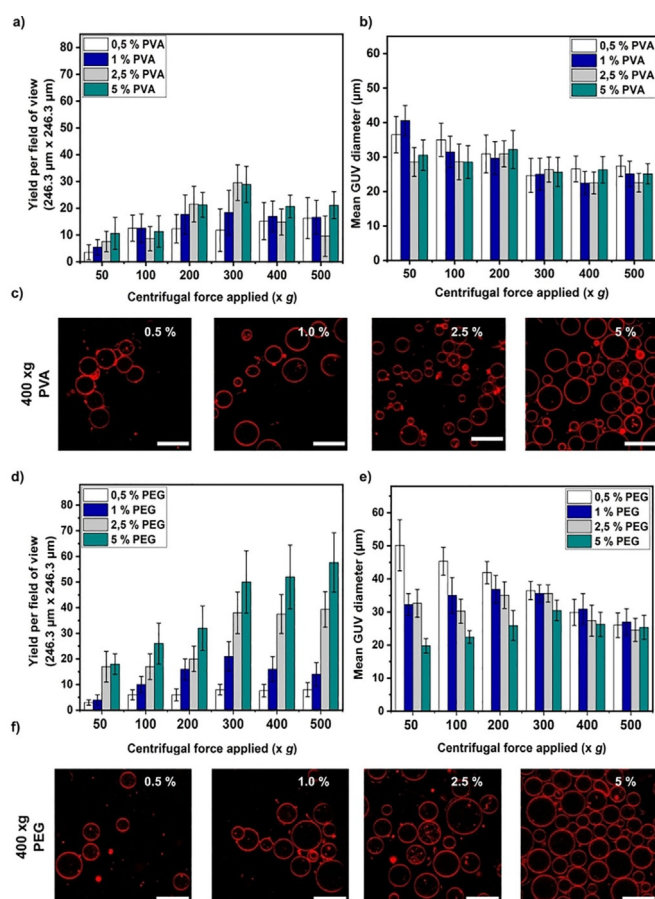 a)
80
70
60
50
40
30
20
10
0
Yield per field of view
(246.3 µm x 246.3 µm)
0,5 % PVA
1 % PVA
2,5 % PVA
5 % PVA
50 100 200 300 400 500
Centrifugal force applied (x g)
b)
60
50
40
30
20
10
0
Mean GUV diameter (µm)
0,5 % PVA
1 % PVA
2,5 % PVA
5 % PVA
50 100 200 300 400 500
Centrifugal force applied (x g)
c)
400 xg
PVA
0.5 %
1.0 %
2.5 %
5 %
d)
80
70
60
50
40
30
20
10
0
Yield per field of view
(246.3 µm x 246.3 µm)
0,5 % PEG
1 % PEG
2,5 % PEG
5 % PEG
50 100 200 300 400 500
Centrifugal force applied (x g)
e)
60
50
40
30
20
10
0
Mean GUV diameter (µm)
0,5 % PEG
1 % PEG
2,5 % PEG
5 % PEG
50 100 200 300 400 500
Centrifugal force applied (x g)
f)
400 xg
PEG
0.5 %
1.0 %
2.5 %
5 %